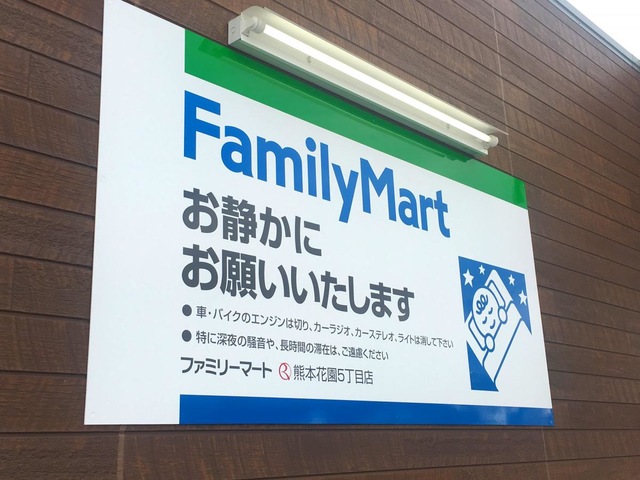 FamilyMart
お静かに
お願いいたします
● 車・バイクのエンジンは切り、カーラジオ、カーステレオ、ライトは消して下さい
● 特に深夜の騒音や、長時間の滞在は、ご遠慮ください
ファミリーマート 熊本花園5丁目店